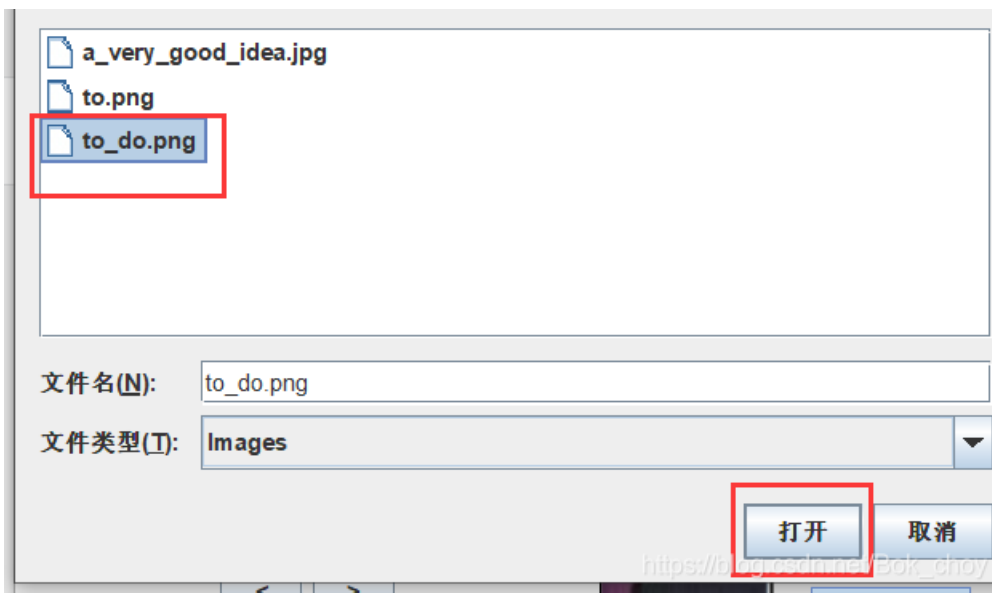 a_very_good_idea.jpg
to.png
to_do.png
文件名(N): to_do.png
文件类型(T): Images
打开 取消
https://blog.csdn.net/Bok_choy
< >